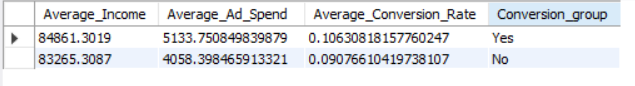 Average_Income Average_Ad_Spend Average_Conversion_Rate Conversion_group
84861.3019 5133.750849839879 0.10630818157760247 Yes
83265.3087 4058.398465913321 0.09076610419738107 No